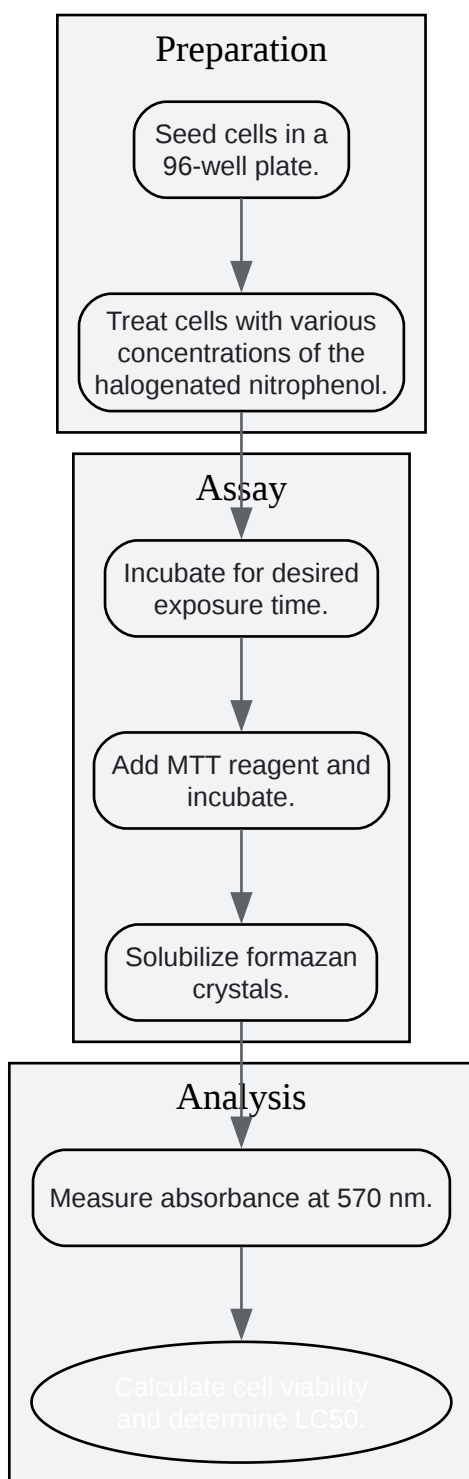 Preparation
Seed cells in a
96-well plate.
Treat cells with various
concentrations of the
halogenated nitrophenol.
Assay
Incubate for desired
exposure time.
Add MTT reagent and
incubate.
Solubilize formazan
crystals.
Analysis
Measure absorbance at 570 nm.
Calculate cell viability
and determine LC50.